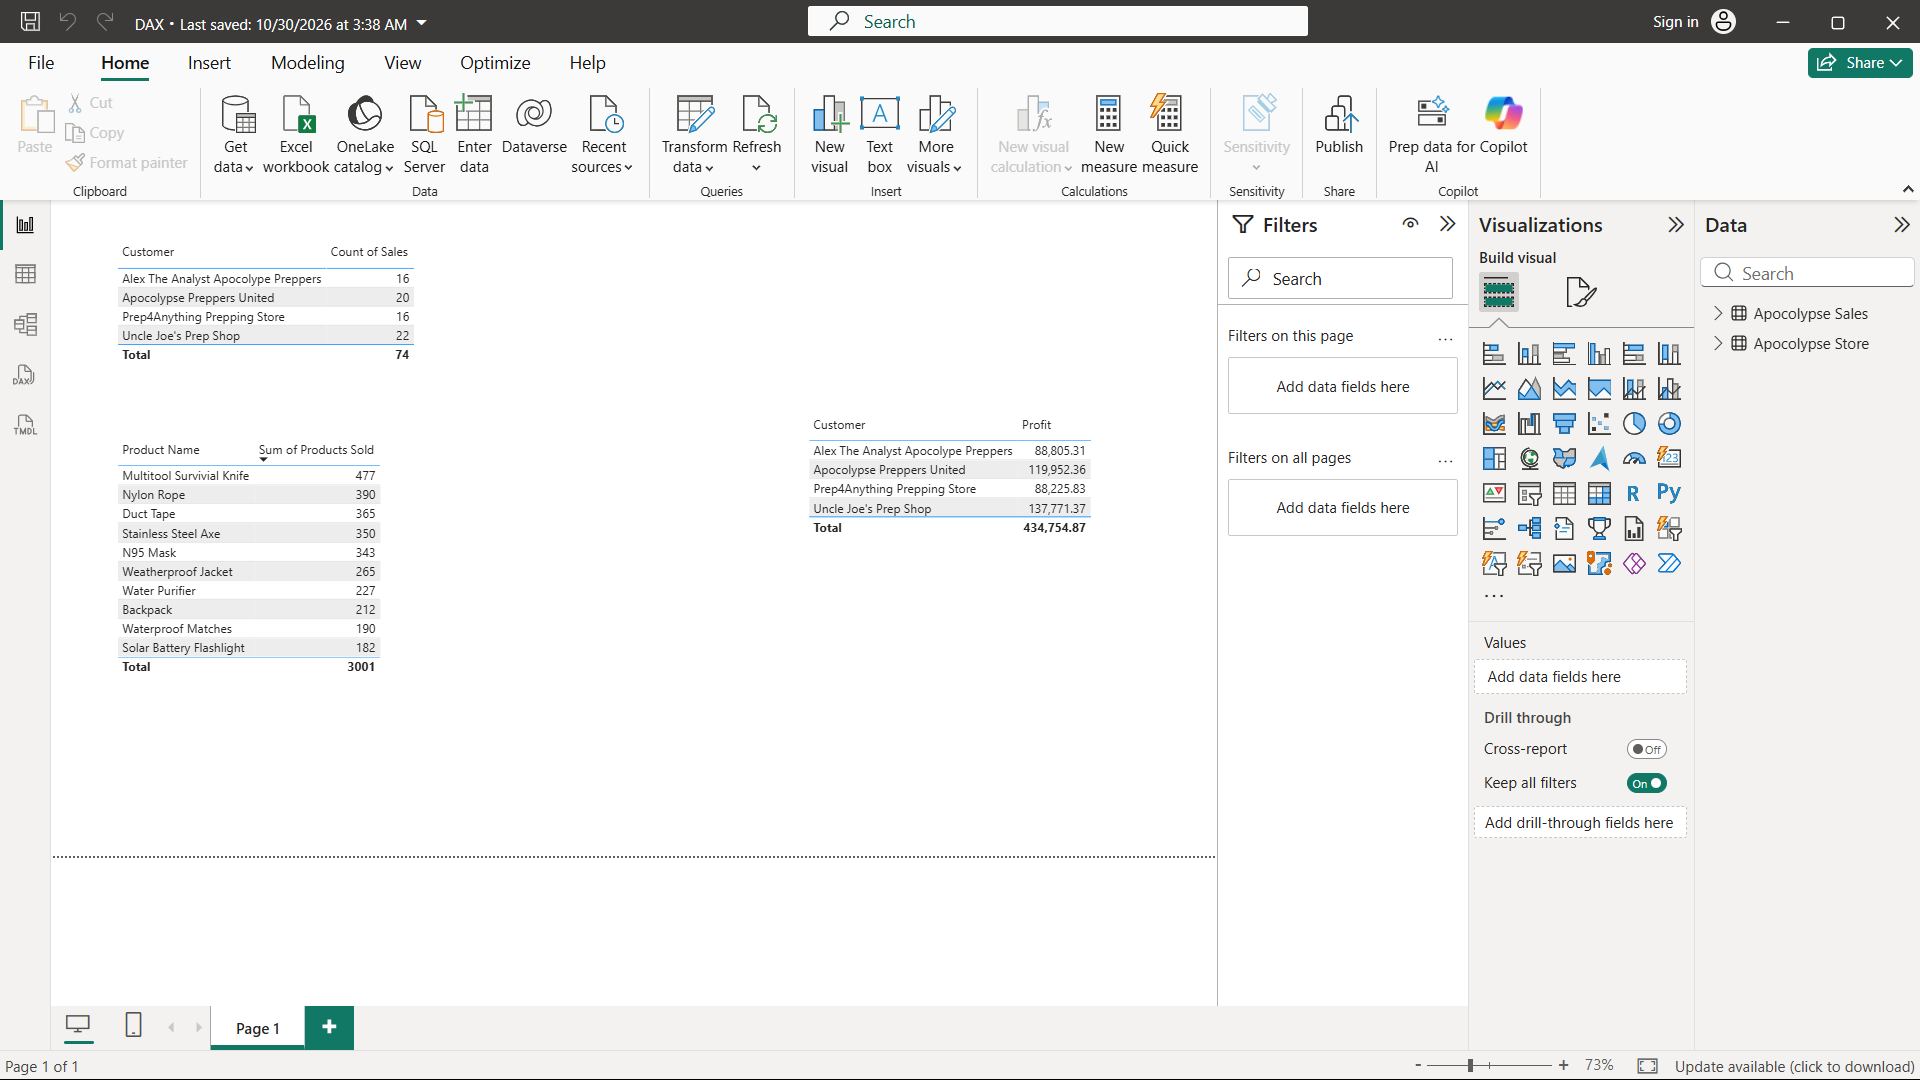 DAX • Last saved: 10/30/2026 at 3:38 AM
Search
Sign in
File Home Insert Modeling View Optimize Help
Share
Paste
Cut
Copy
Format painter
Clipboard
Get data
Excel workbook
OneLake catalog
SQL Server
Enter data
Dataverse
Recent sources
Data
Transform data
Refresh
Queries
New visual
Text box
More visuals
Insert
New visual calculation
New measure
Quick measure
Calculations
Sensitivity
Sensitivity
Publish
Share
Prep data for AI
Copilot
Copilot
DAX
TMDL
Customer Count of Sales
Alex The Analyst Apocolype Preppers 16
Apocolypse Preppers United 20
Prep4Anything Prepping Store 16
Uncle Joe's Prep Shop 22
Total 74
Product Name Sum of Products Sold
Multitool Survivial Knife 477
Nylon Rope 390
Duct Tape 365
Stainless Steel Axe 350
N95 Mask 343
Weatherproof Jacket 265
Water Purifier 227
Backpack 212
Waterproof Matches 190
Solar Battery Flashlight 182
Total 3001
Customer Profit
Alex The Analyst Apocolype Preppers 88,805.31
Apocolypse Preppers United 119,952.36
Prep4Anything Prepping Store 88,225.83
Uncle Joe's Prep Shop 137,771.37
Total 434,754.87
Filters
Search
Filters on this page ...
Add data fields here
Filters on all pages ...
Add data fields here
Visualizations
Build visual
123
R
Py
...
Values
Add data fields here
Drill through
Cross-report Off
Keep all filters On
Add drill-through fields here
Data
Search
Apocolypse Sales
Apocolypse Store
Page 1
+
Page 1 of 1
- + 73%
Update available (click to download)